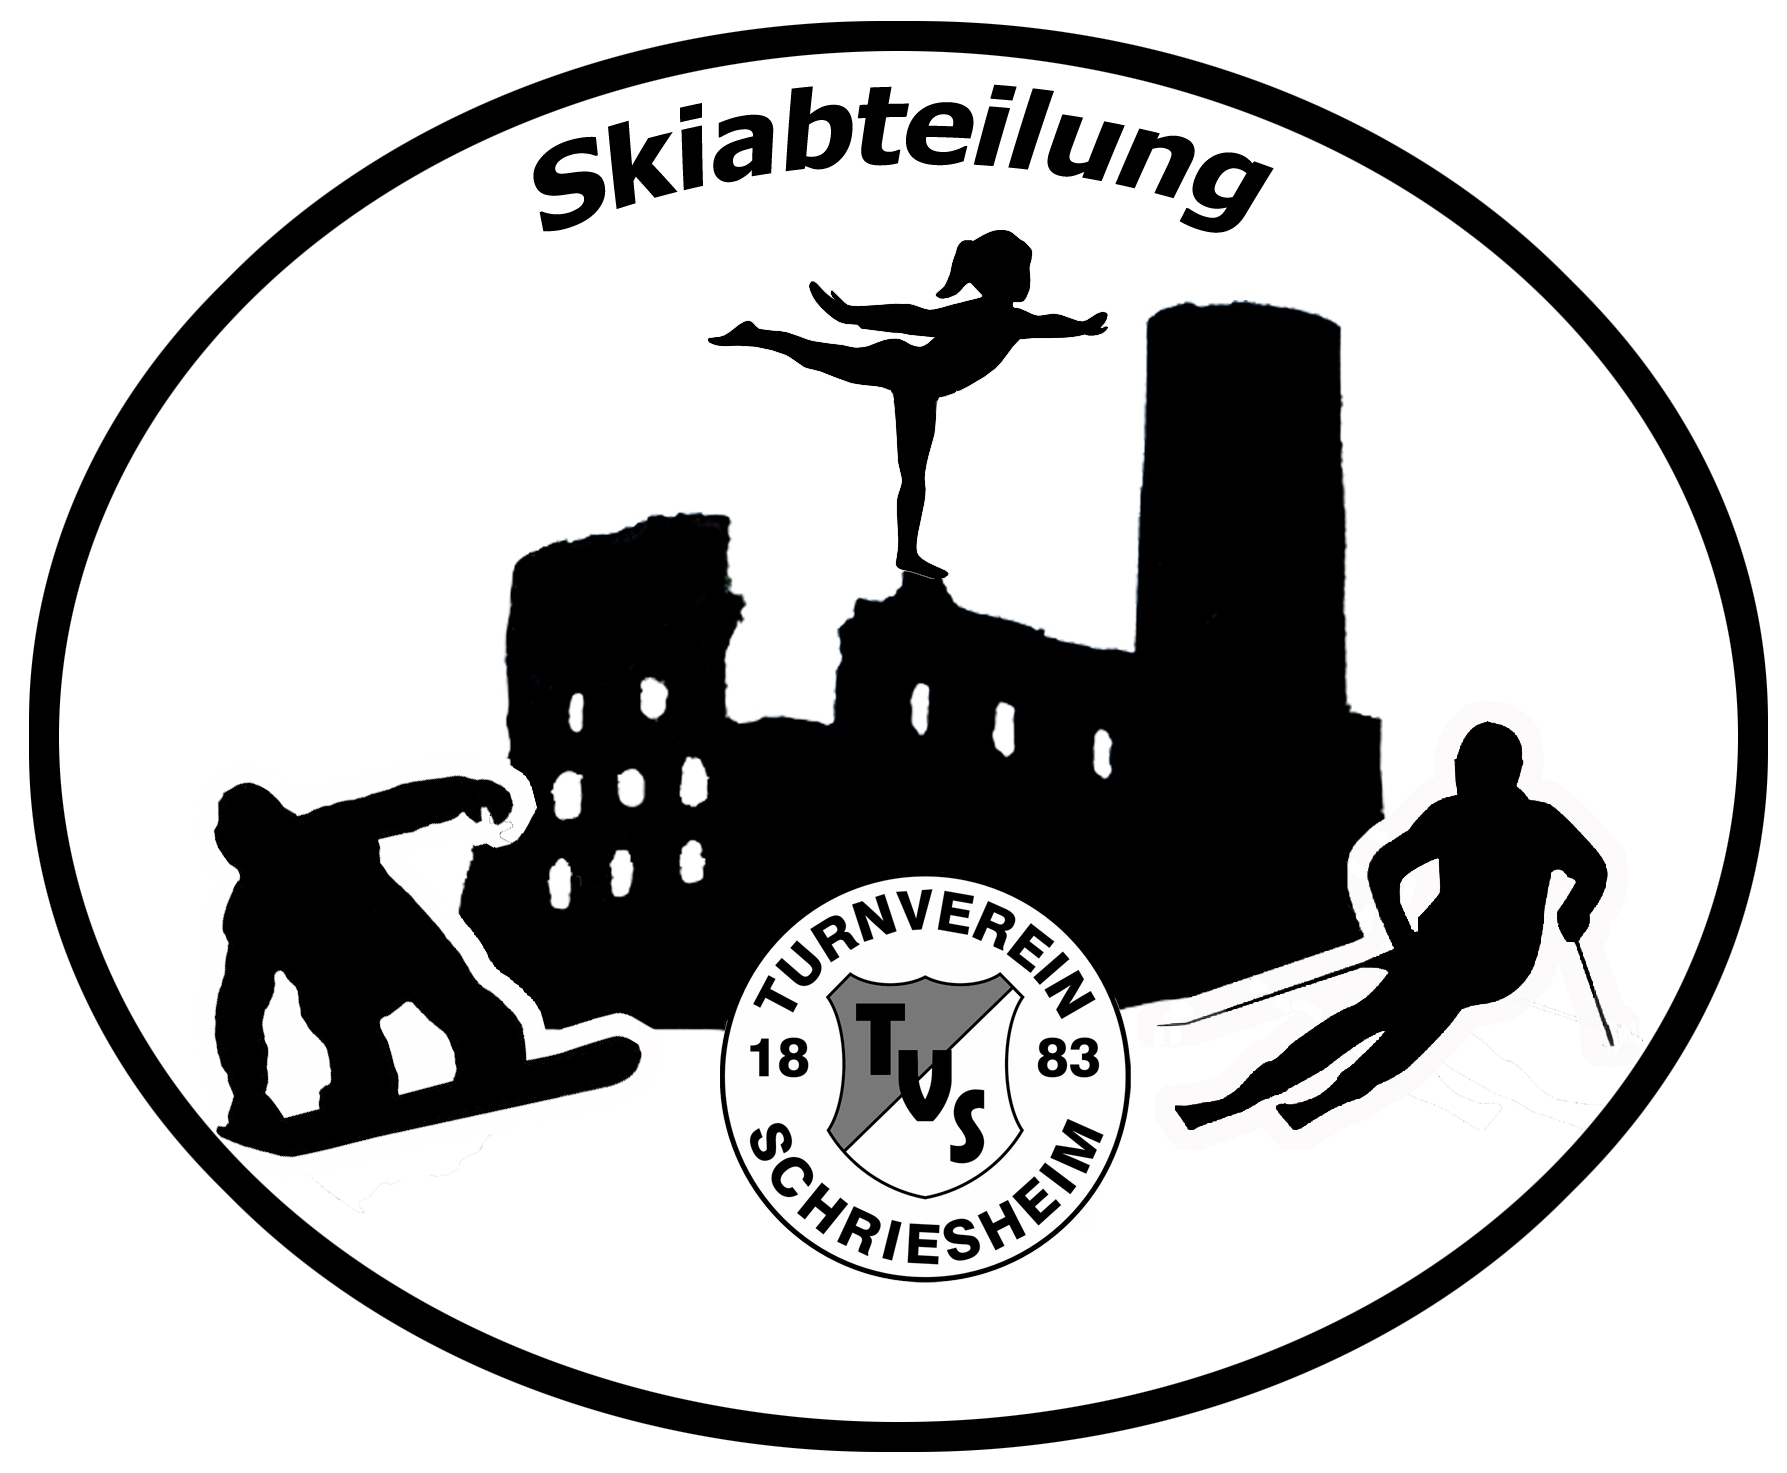 Skiabteilung
TURNVEREIN
18 83
TVS
SCHRIESHEIM